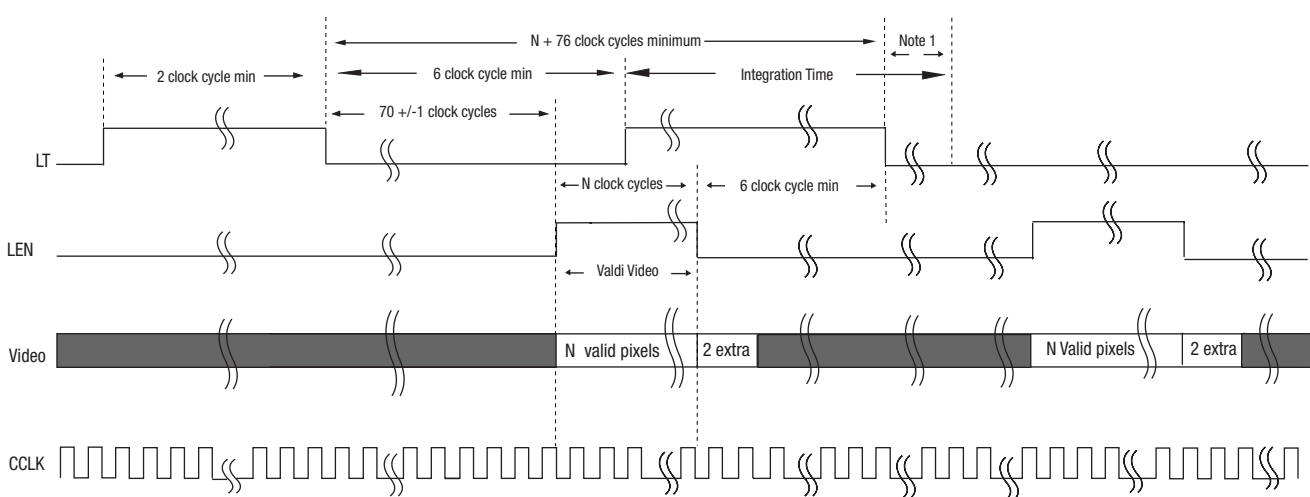 N + 76 clock cycles minimum
Note 1
2 clock cycle min
6 clock cycle min
Integration Time
70 +/-1 clock cycles
LT
N clock cycles
6 clock cycle min
LEN
Valdi Video
Video
N valid pixels
2 extra
N Valid pixels
2 extra
CCLK